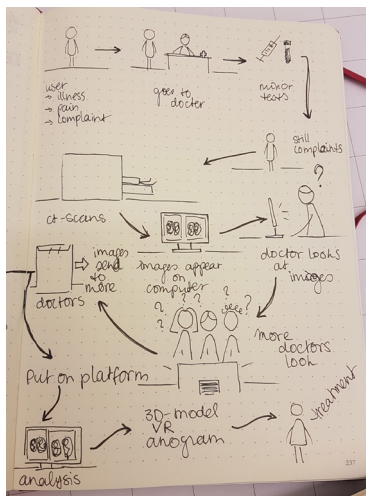 user
→ illness
→ pain
→ complaint
goes to
docter
minor
tests
still
complaints
ct-scans
images appear
on
computer
?
doctor looks
at
images
images
send
to
more
doctors
? ? ? ? ? ?
more
doctors
look
Put on platform
analysis
3D-model
VR
anogram
treatment
237